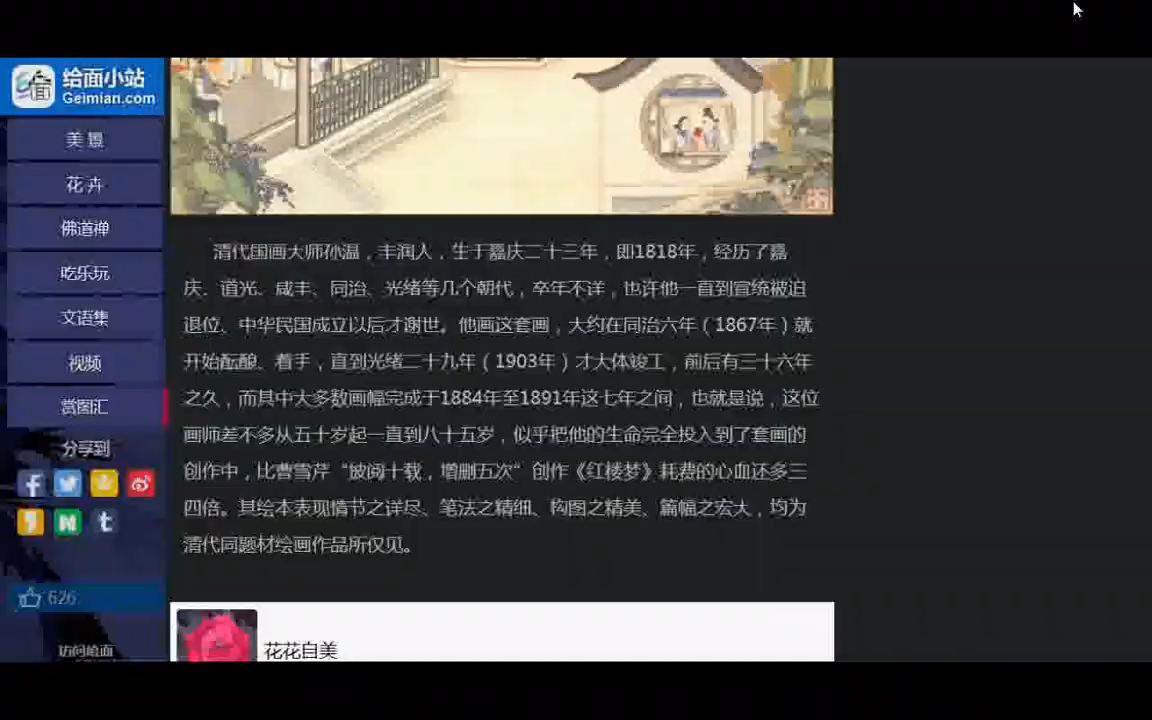 给面小站
Geimian.com
美 景
花 卉
佛道禅
吃乐玩
文语集
视频
赏图汇
分享到
626
访问给面
清代国画大师孙温，丰润人，生于嘉庆二十三年，即1818年，经历了嘉
庆、道光、咸丰、同治、光绪等几个朝代，卒年不详，也许他一直到宣统被迫
退位、中华民国成立以后才谢世。他画这套画，大约在同治六年（1867年）就
开始酝酿、着手，直到光绪二十九年（1903年）才大体竣工，前后有三十六年
之久，而其中大多数画幅完成于1884年至1891年这七年之间，也就是说，这位
画师差不多从五十岁起一直到八十五岁，似乎把他的生命完全投入到了套画的
创作中，比曹雪芹“披阅十载，增删五次”创作《红楼梦》耗费的心血还多三
四倍。其绘本表现情节之详尽、笔法之精细、构图之精美、篇幅之宏大，均为
清代同题材绘画作品所仅见。
花花自美